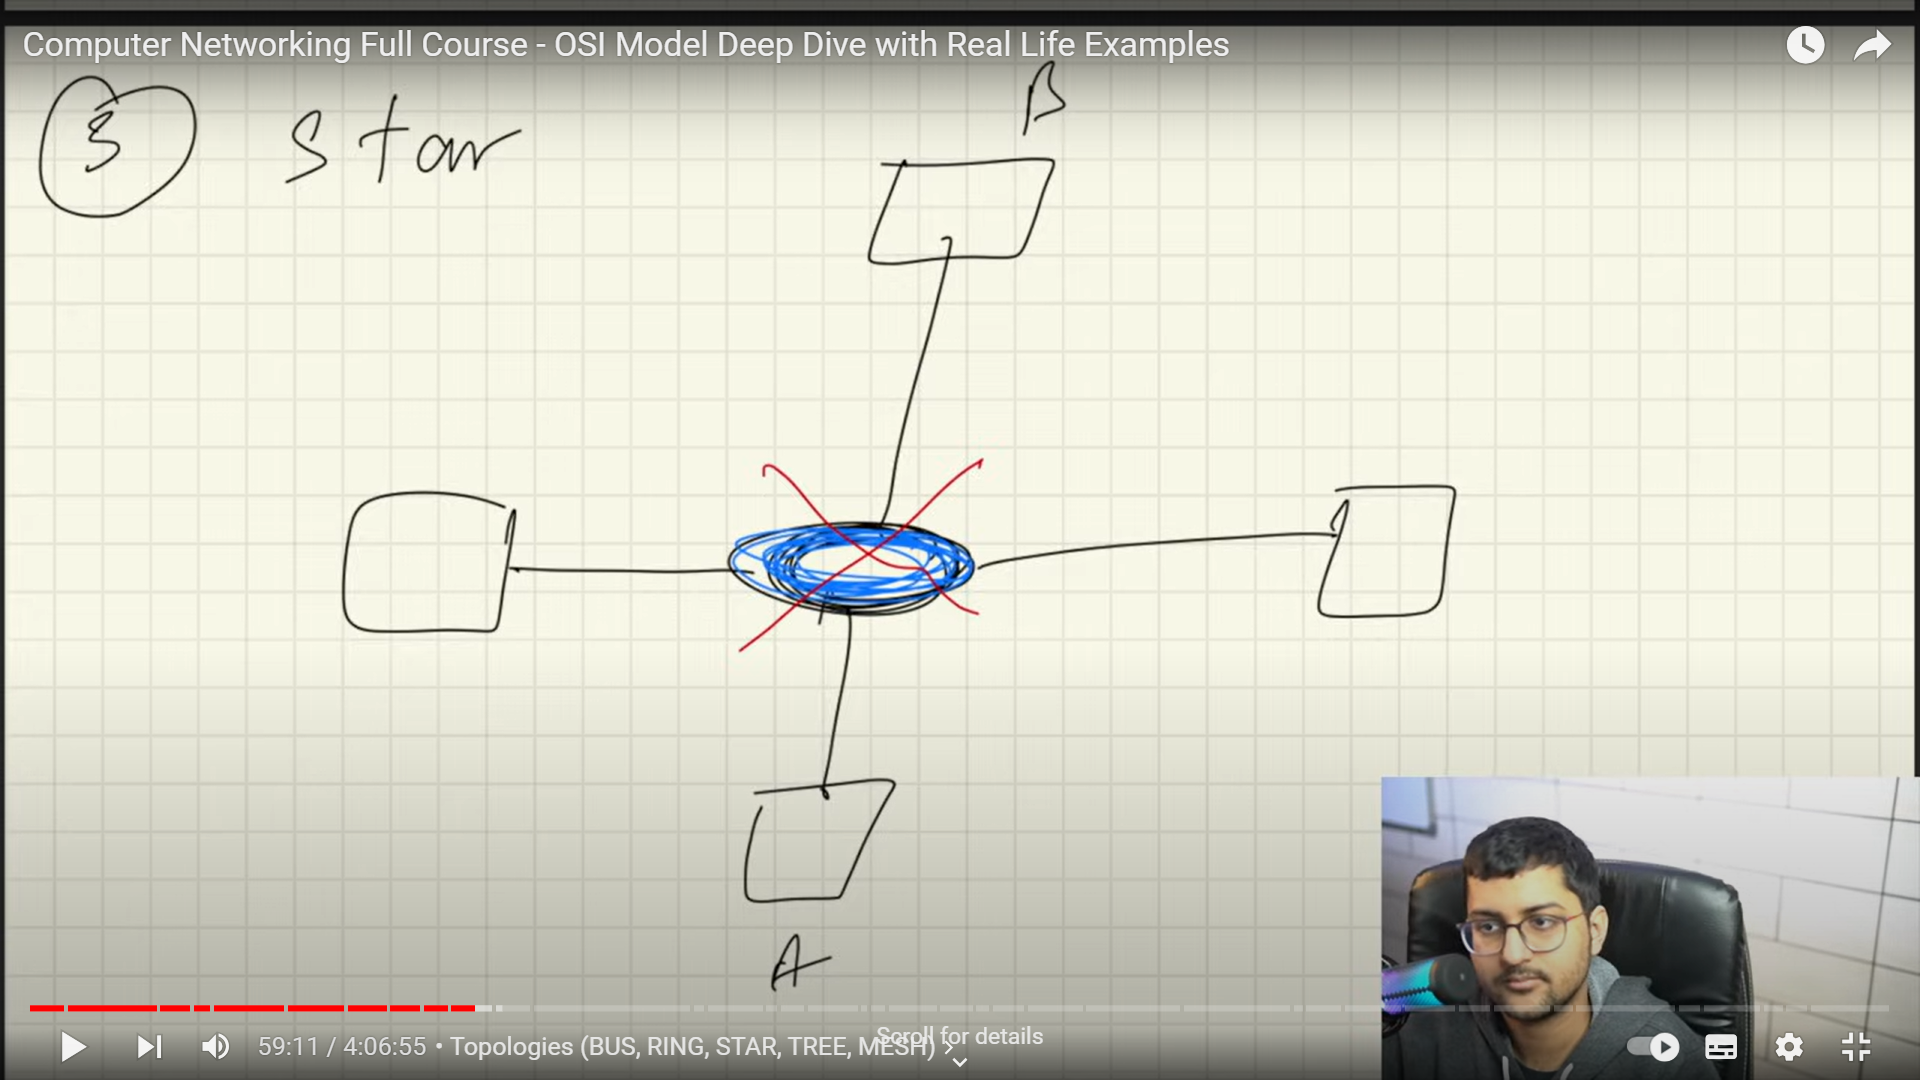 Computer Networking Full Course - OSI Model Deep Dive with Real Life Examples
B
3 Star
A
Scroll for details
59:11 / 4:06:55 • Topologies (BUS, RING, STAR, TREE, MESH)